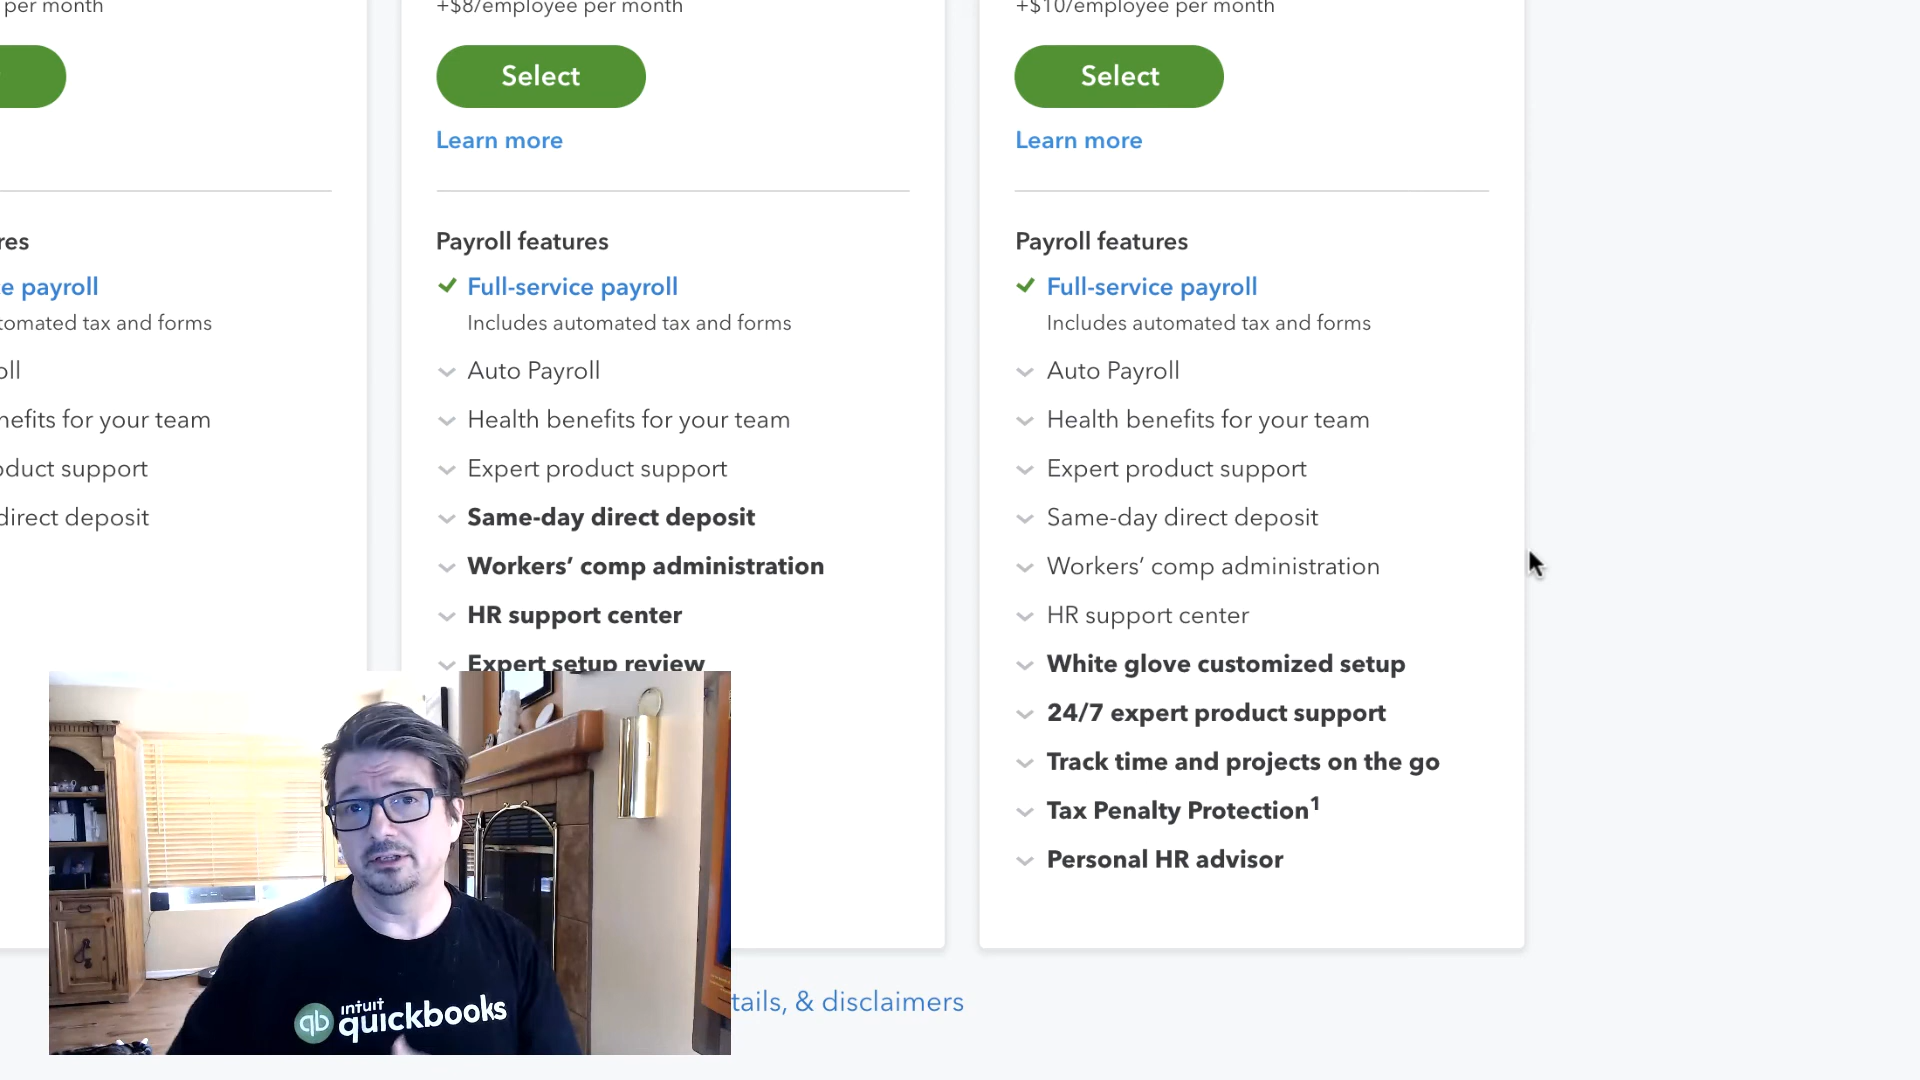 per month
res
e payroll
tomated tax and forms
oll
nefits for your team
oduct support
direct deposit
+$8/employee per month
Select
Learn more
Payroll features
Full-service payroll
Includes automated tax and forms
Auto Payroll
Health benefits for your team
Expert product support
Same-day direct deposit
Workers’ comp administration
HR support center
Expert setup review
+$10/employee per month
Select
Learn more
Payroll features
Full-service payroll
Includes automated tax and forms
Auto Payroll
Health benefits for your team
Expert product support
Same-day direct deposit
Workers’ comp administration
HR support center
White glove customized setup
24/7 expert product support
Track time and projects on the go
Tax Penalty Protection¹
Personal HR advisor
tails, & disclaimers
qb
intuit
quickbooks